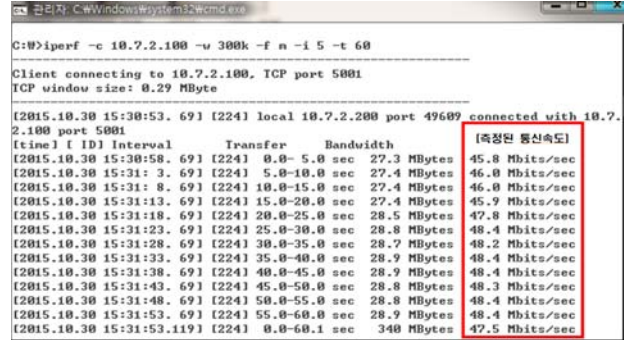 관리자: C:₩Windows₩system32₩cmd.exe
C:₩>iperf -c 10.7.2.100 -w 300k -f m -i 5 -t 60
------------------------------------------------------------
Client connecting to 10.7.2.100, TCP port 5001
TCP window size: 0.29 MByte
------------------------------------------------------------
[2015.10.30 15:30:53. 69] [224] local 10.7.2.200 port 49609 connected with 10.7.
2.100 port 5001
[측정된 통신속도]
[time] [ ID] Interval Transfer Bandwidth
[2015.10.30 15:30:58. 69] [224] 0.0- 5.0 sec 27.3 MBytes 45.8 Mbits/sec
[2015.10.30 15:31: 3. 69] [224] 5.0-10.0 sec 27.4 MBytes 46.0 Mbits/sec
[2015.10.30 15:31: 8. 69] [224] 10.0-15.0 sec 27.4 MBytes 46.0 Mbits/sec
[2015.10.30 15:31:13. 69] [224] 15.0-20.0 sec 27.4 MBytes 45.9 Mbits/sec
[2015.10.30 15:31:18. 69] [224] 20.0-25.0 sec 28.5 MBytes 47.8 Mbits/sec
[2015.10.30 15:31:23. 69] [224] 25.0-30.0 sec 28.8 MBytes 48.4 Mbits/sec
[2015.10.30 15:31:28. 69] [224] 30.0-35.0 sec 28.7 MBytes 48.2 Mbits/sec
[2015.10.30 15:31:33. 69] [224] 35.0-40.0 sec 28.9 MBytes 48.4 Mbits/sec
[2015.10.30 15:31:38. 69] [224] 40.0-45.0 sec 28.9 MBytes 48.4 Mbits/sec
[2015.10.30 15:31:43. 69] [224] 45.0-50.0 sec 28.8 MBytes 48.3 Mbits/sec
[2015.10.30 15:31:48. 69] [224] 50.0-55.0 sec 28.8 MBytes 48.4 Mbits/sec
[2015.10.30 15:31:53. 69] [224] 55.0-60.0 sec 28.9 MBytes 48.4 Mbits/sec
[2015.10.30 15:31:53.119] [224] 0.0-60.1 sec 340 MBytes 47.5 Mbits/sec